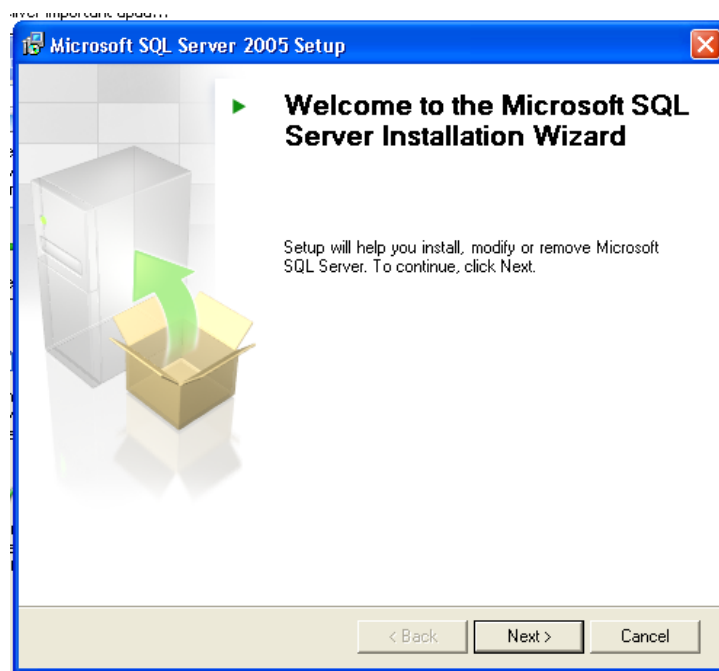 important
Microsoft SQL Server 2005 Setup
Welcome to the Microsoft SQL
Server Installation Wizard
Setup will help you install, modify or remove Microsoft
SQL Server. To continue, click Next.
< Back
Next >
Cancel